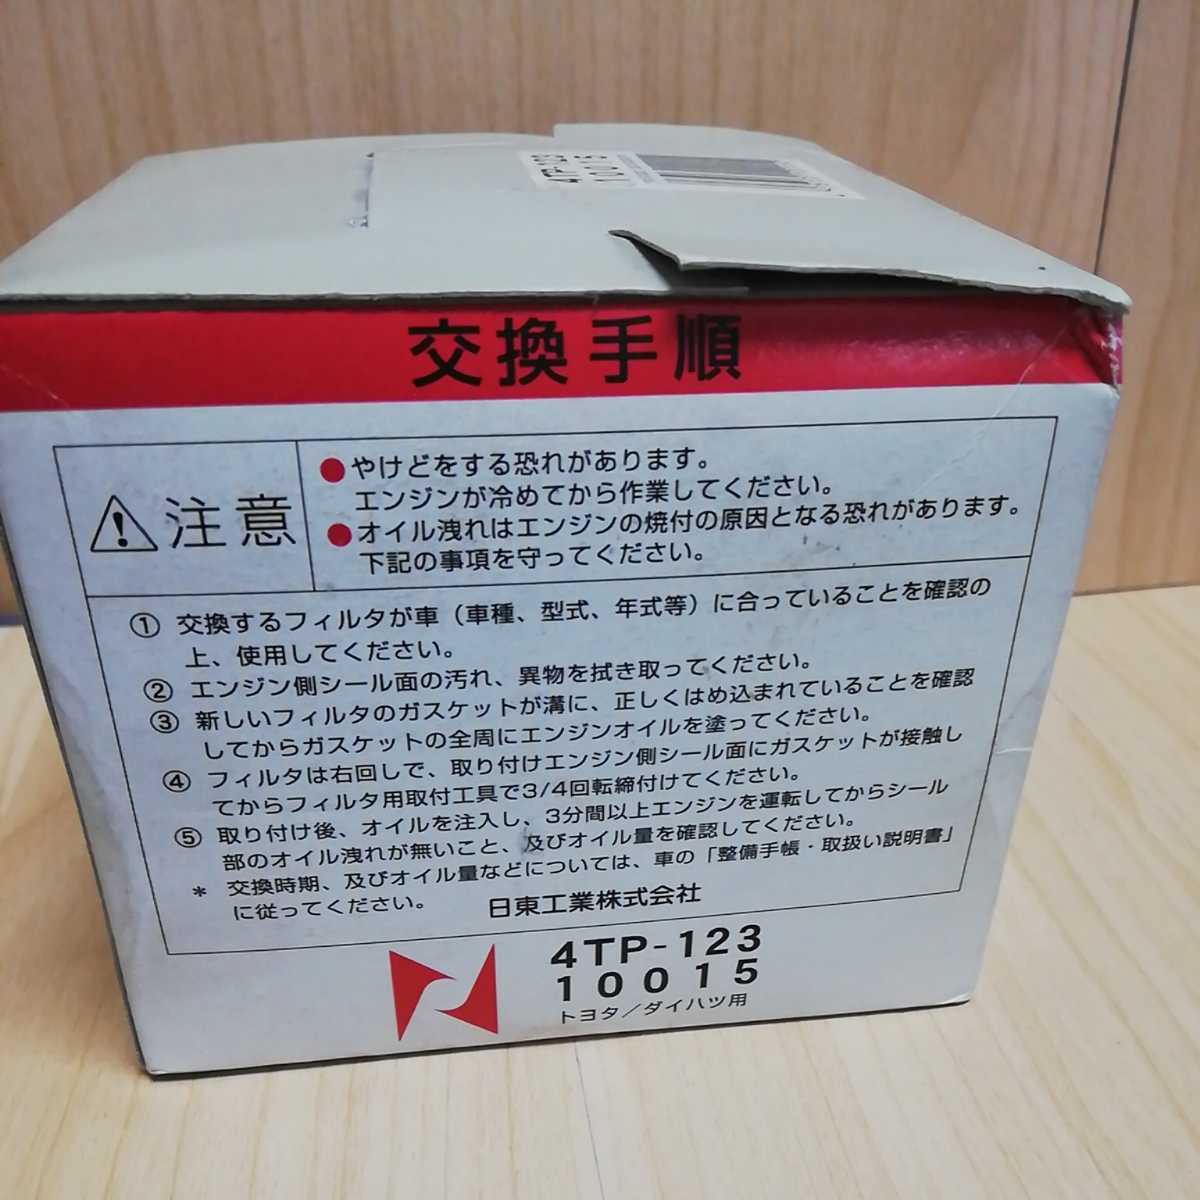 4TP-123
10015
交換手順
注意
●やけどをする恐れがあります。
エンジンが冷めてから作業してください。
●オイル洩れはエンジンの焼付の原因となる恐れがあります。
下記の事項を守ってください。
① 交換するフィルタが車（車種、型式、年式等）に合っていることを確認の
上、使用してください。
② エンジン側シール面の汚れ、異物を拭き取ってください。
③ 新しいフィルタのガスケットが溝に、正しくはめ込まれていることを確認
してからガスケットの全周にエンジンオイルを塗ってください。
④ フィルタは右回しで、取り付けエンジン側シール面にガスケットが接触し
てからフィルタ用取付工具で3/4回転締付けてください。
⑤ 取り付け後、オイルを注入し、3分間以上エンジンを運転してからシール
部のオイル洩れが無いこと、及びオイル量を確認してください。
* 交換時期、及びオイル量などについては、車の「整備手帳・取扱い説明書」
に従ってください。
日東工業株式会社
4TP-123
10015
トヨタ／ダイハツ用